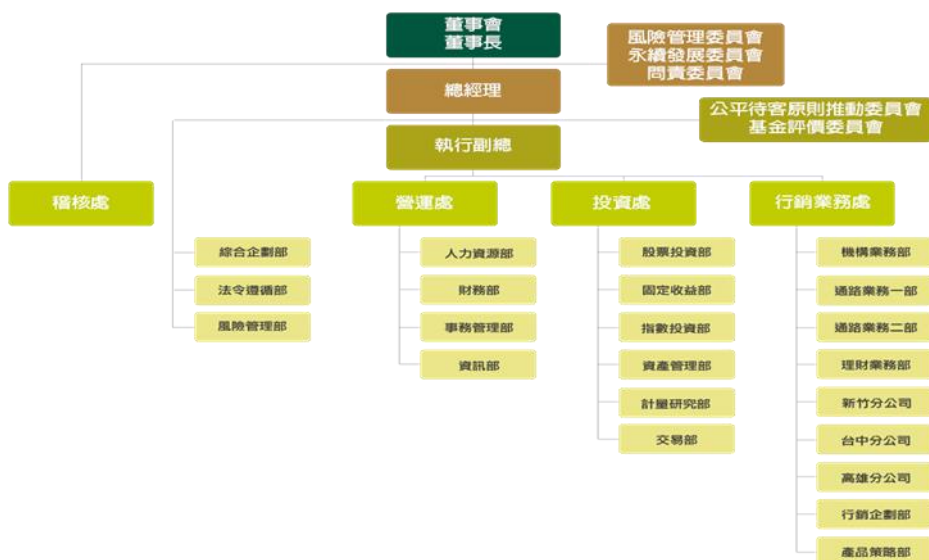 董事會
董事長
風險管理委員會
永續發展委員會
問責委員會
總經理
公平待客原則推動委員會
基金評價委員會
執行副總
稽核處
營運處
投資處
行銷業務處
綜合企劃部
法令遵循部
風險管理部
人力資源部
財務部
事務管理部
資訊部
股票投資部
固定收益部
指數投資部
資產管理部
計量研究部
交易部
機構業務部
通路業務一部
通路業務二部
理財業務部
新竹分公司
台中分公司
高雄分公司
行銷企劃部
產品策略部